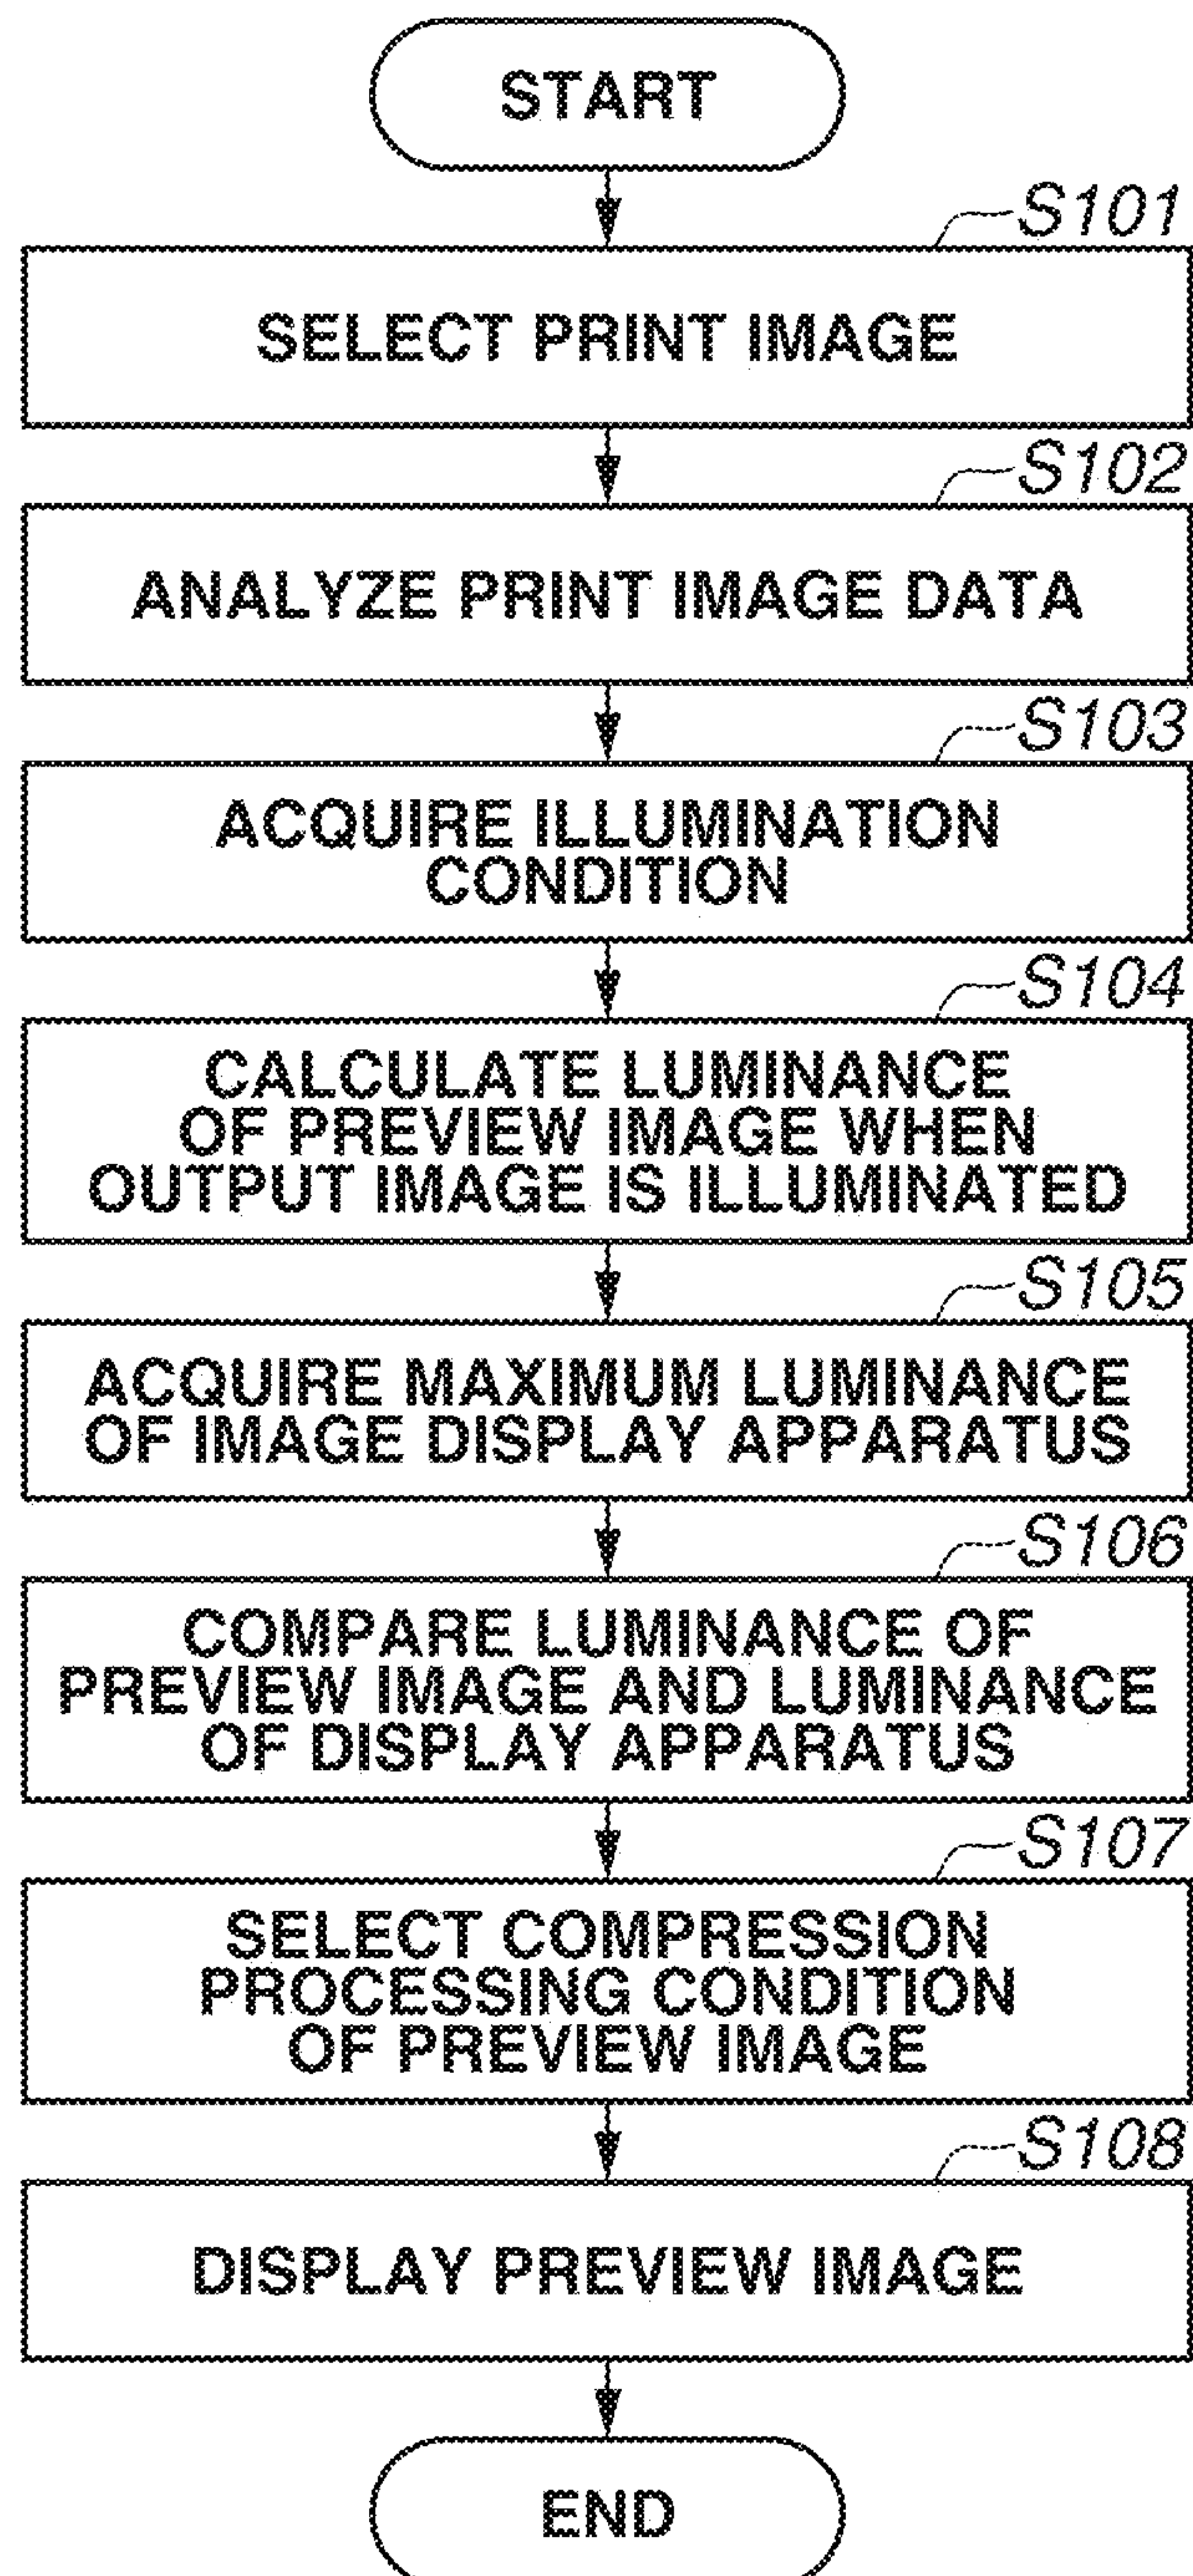 START
S101
SELECT PRINT IMAGE
S102
ANALYZE PRINT IMAGE DATA
S103
ACQUIRE ILLUMINATION
CONDITION
S104
CALCULATE LUMINANCE
OF PREVIEW IMAGE WHEN
OUTPUT IMAGE IS ILLUMINATED
S105
ACQUIRE MAXIMUM LUMINANCE
OF IMAGE DISPLAY APPARATUS
S106
COMPARE LUMINANCE OF
PREVIEW IMAGE AND LUMINANCE
OF DISPLAY APPARATUS
S107
SELECT COMPRESSION
PROCESSING CONDITION
OF PREVIEW IMAGE
S108
DISPLAY PREVIEW IMAGE
END